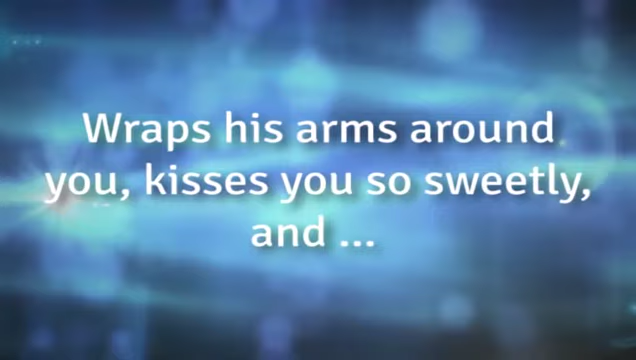 Wraps his arms around
you, kisses you so sweetly,
and ...